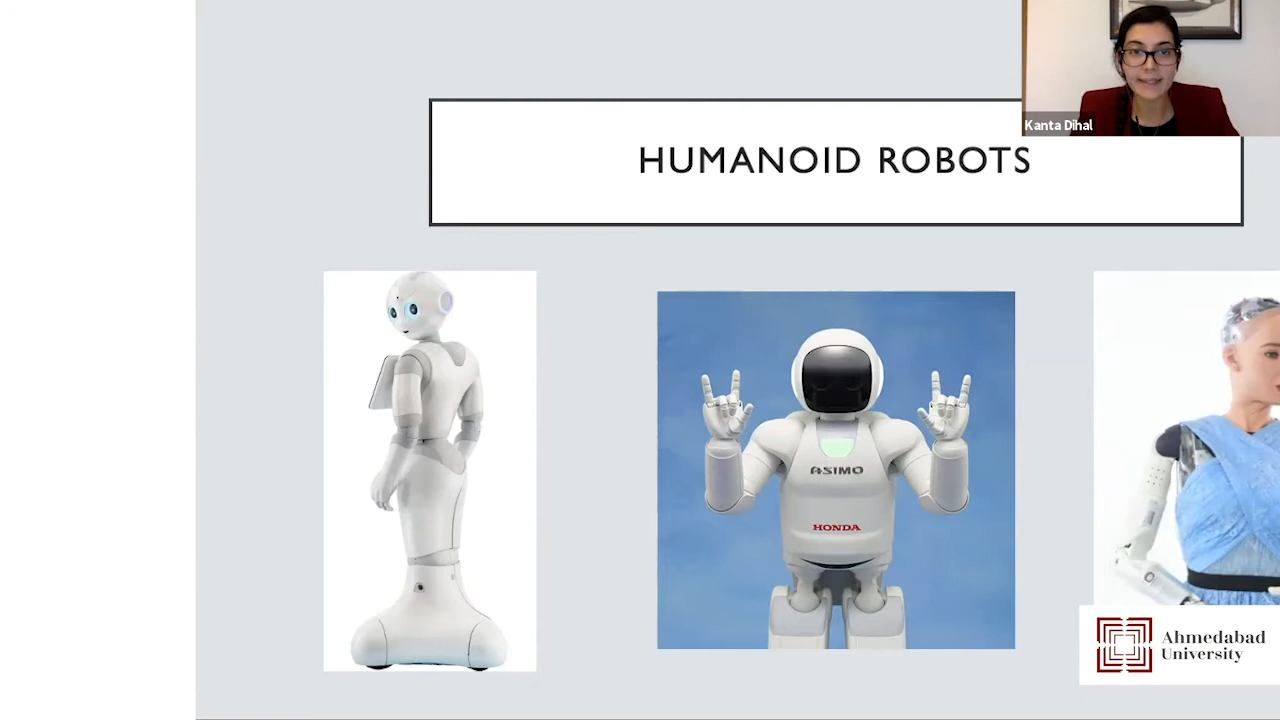 HUMANOID ROBOTS
Kanta Dihal
ASIMO
HONDA
Ahmedabad
University